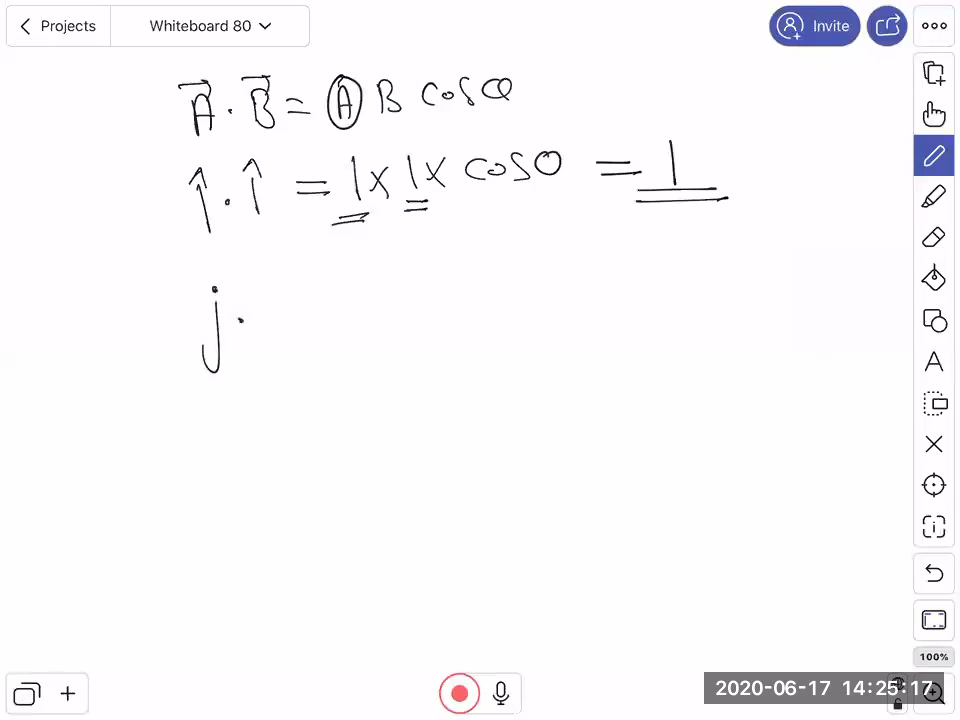 Projects
Whiteboard 80
Invite
A⃗ . B⃗ = A B cosθ
î . î = 1 x 1 x cos0 = 1
j .
A
100%
2020-06-17 14:25:17